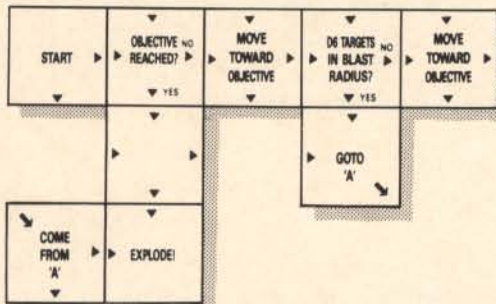 START
OBJECTIVE NO
REACHED?
YES
MOVE
TOWARD
OBJECTIVE
D6 TARGETS
IN BLAST NO
RADIUS?
YES
MOVE
TOWARD
OBJECTIVE
GOTO
'A'
COME
FROM
'A'
EXPLODE!